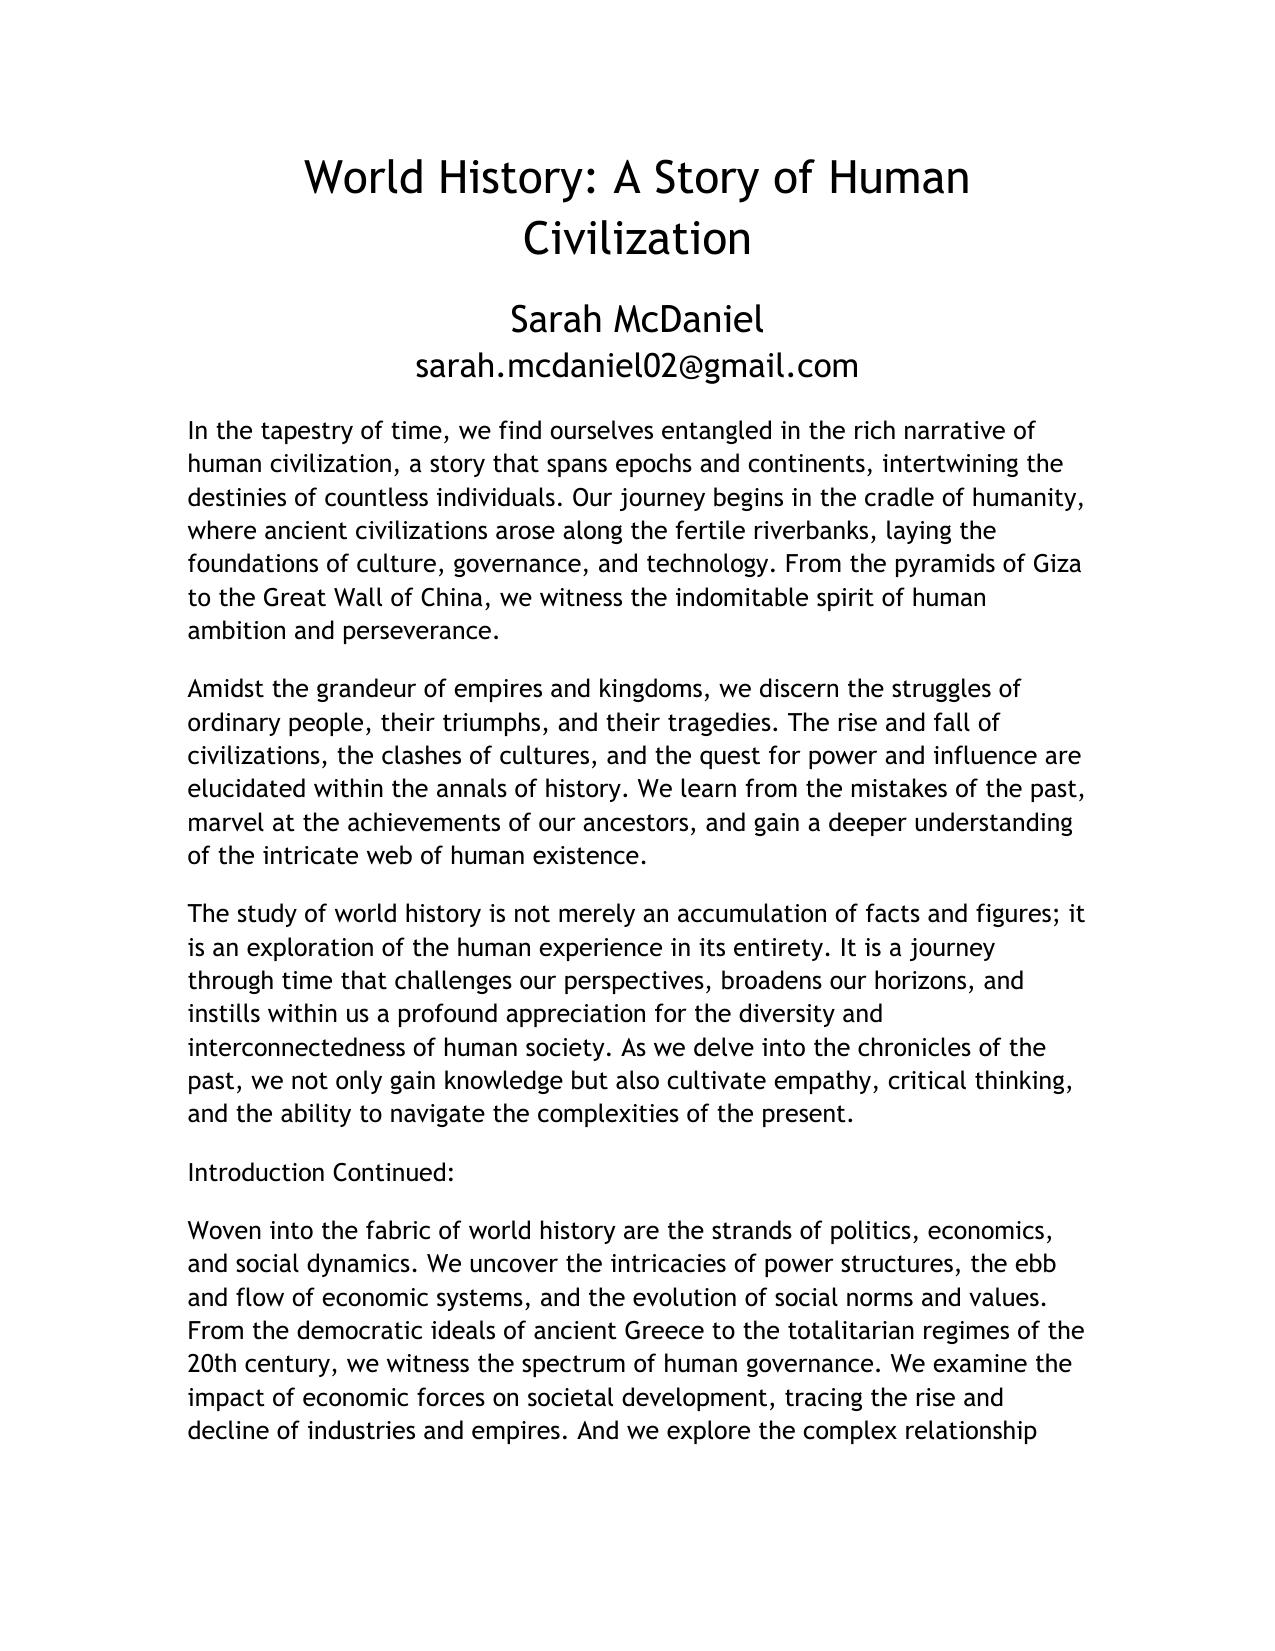 World History: A Story of Human
Civilization
Sarah McDaniel
sarah.mcdaniel02@gmail.com
In the tapestry of time, we find ourselves entangled in the rich narrative of
human civilization, a story that spans epochs and continents, intertwining the
destinies of countless individuals. Our journey begins in the cradle of humanity,
where ancient civilizations arose along the fertile riverbanks, laying the
foundations of culture, governance, and technology. From the pyramids of Giza
to the Great Wall of China, we witness the indomitable spirit of human
ambition and perseverance.
Amidst the grandeur of empires and kingdoms, we discern the struggles of
ordinary people, their triumphs, and their tragedies. The rise and fall of
civilizations, the clashes of cultures, and the quest for power and influence are
elucidated within the annals of history. We learn from the mistakes of the past,
marvel at the achievements of our ancestors, and gain a deeper understanding
of the intricate web of human existence.
The study of world history is not merely an accumulation of facts and figures; it
is an exploration of the human experience in its entirety. It is a journey
through time that challenges our perspectives, broadens our horizons, and
instills within us a profound appreciation for the diversity and
interconnectedness of human society. As we delve into the chronicles of the
past, we not only gain knowledge but also cultivate empathy, critical thinking,
and the ability to navigate the complexities of the present.
Introduction Continued:
Woven into the fabric of world history are the strands of politics, economics,
and social dynamics. We uncover the intricacies of power structures, the ebb
and flow of economic systems, and the evolution of social norms and values.
From the democratic ideals of ancient Greece to the totalitarian regimes of the
20th century, we witness the spectrum of human governance. We examine the
impact of economic forces on societal development, tracing the rise and
decline of industries and empires. And we explore the complex relationship